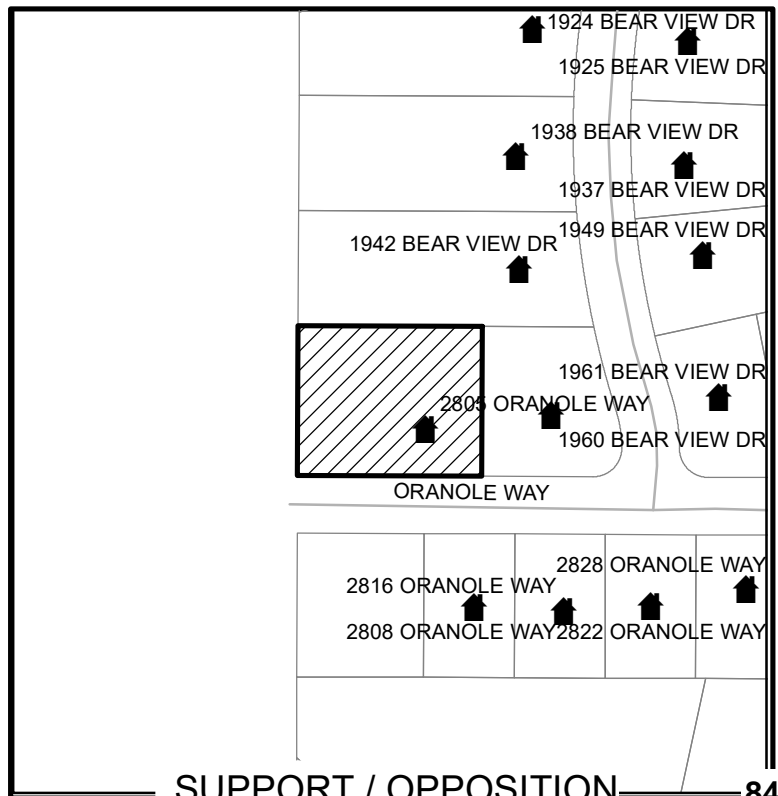 1924 BEAR VIEW DR
1925 BEAR VIEW DR
1938 BEAR VIEW DR
1937 BEAR VIEW DR
1949 BEAR VIEW DR
1942 BEAR VIEW DR
1961 BEAR VIEW DR
2805 ORANOLE WAY
1960 BEAR VIEW DR
ORANOLE WAY
2828 ORANOLE WAY
2816 ORANOLE WAY
2808 ORANOLE WAY 2822 ORANOLE WAY
SUPPORT / OPPOSITION 84